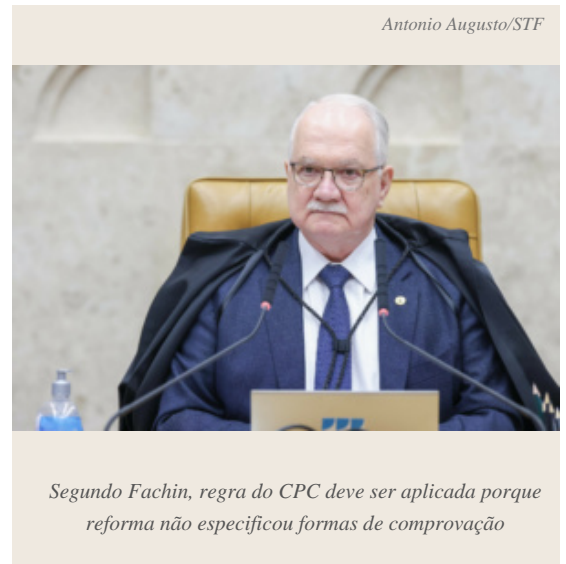 Antonio Augusto/STF
Segundo Fachin, regra do CPC deve ser aplicada porque
reforma não especificou formas de comprovação